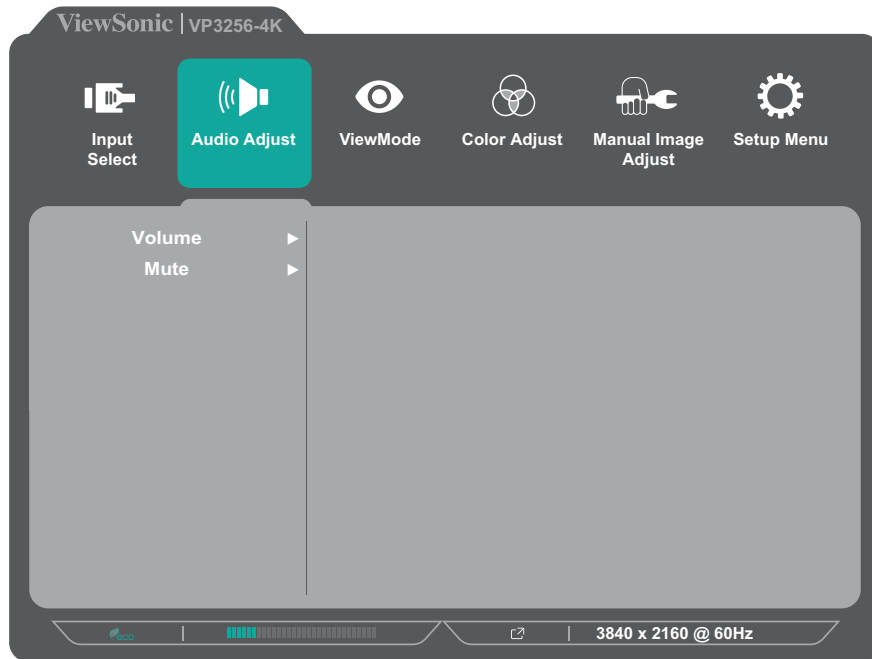 ViewSonic | VP3256-4K
Input
Select
Audio Adjust
ViewMode
Color Adjust
Manual Image
Adjust
Setup Menu
Volume
Mute
eco
3840 x 2160 @ 60Hz